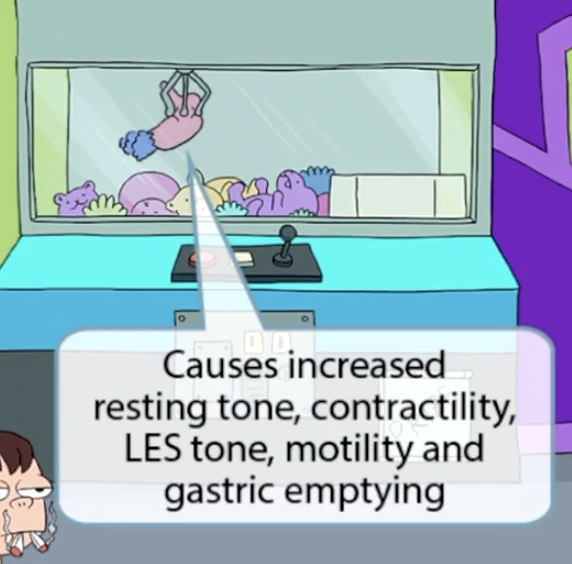 Causes increased
resting tone, contractility,
LES tone, motility and
gastric emptying